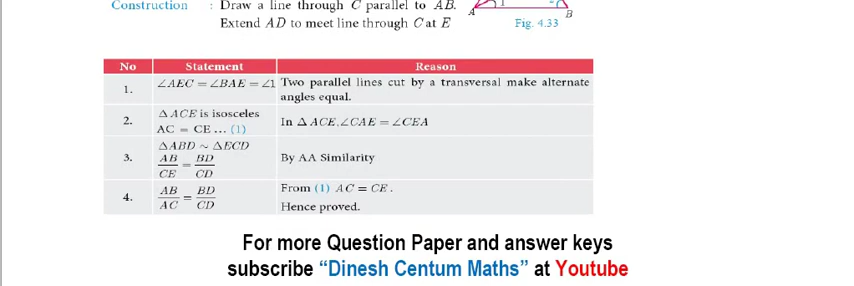 Construction : Draw a line through C parallel to AB.
Extend AD to meet line through C at E
A 1 B
Fig. 4.33
No Statement Reason
1. ∠AEC = ∠BAE = ∠1 Two parallel lines cut by a transversal make alternate
angles equal.
2. △ACE is isosceles
AC = CE ... (1) In △ACE, ∠CAE = ∠CEA
3. △ABD ~ △ECD
AB/CE = BD/CD By AA Similarity
4. AB/AC = BD/CD From (1) AC = CE.
Hence proved.
For more Question Paper and answer keys
subscribe “Dinesh Centum Maths” at Youtube